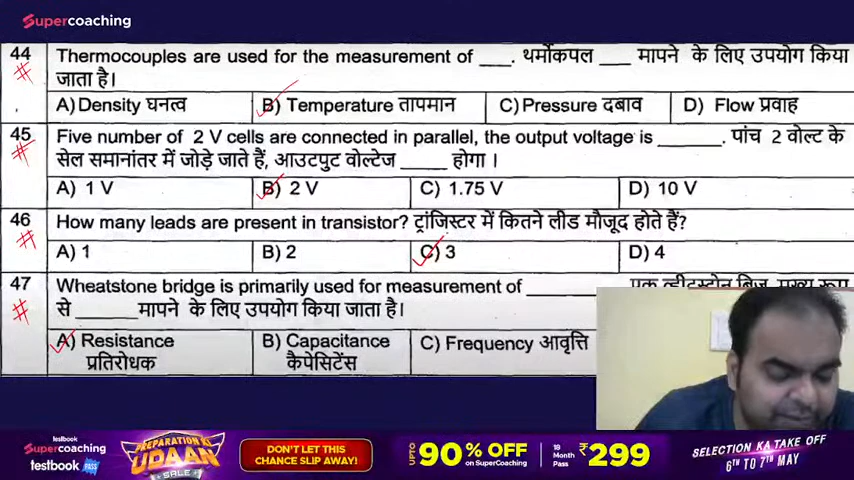 Supercoaching
44 Thermocouples are used for the measurement of ___. थर्मोकपल ___ मापने के लिए उपयोग किया
जाता है।
A) Density घनत्व B) Temperature तापमान C) Pressure दबाव D) Flow प्रवाह
45 Five number of 2 V cells are connected in parallel, the output voltage is ______. पांच 2 वोल्ट के
सेल समानांतर में जोड़े जाते हैं, आउटपुट वोल्टेज _____ होगा ।
A) 1 V B) 2 V C) 1.75 V D) 10 V
46 How many leads are present in transistor? ट्रांजिस्टर में कितने लीड मौजूद होते हैं?
A) 1 B) 2 C) 3 D) 4
47 Wheatstone bridge is primarily used for measurement of ______
से ______ मापने के लिए उपयोग किया जाता है।
A) Resistance B) Capacitance C) Frequency आवृत्ति
प्रतिरोधक कैपेसिटेंस
testbook
Supercoaching
testbook PASS
PREPARATION KI
UDAAN
SALE
DON'T LET THIS
CHANCE SLIP AWAY!
UPTO 90% OFF
on SuperCoaching
18 Month Pass ₹299
SELECTION KA TAKE OFF
6TH TO 7TH MAY